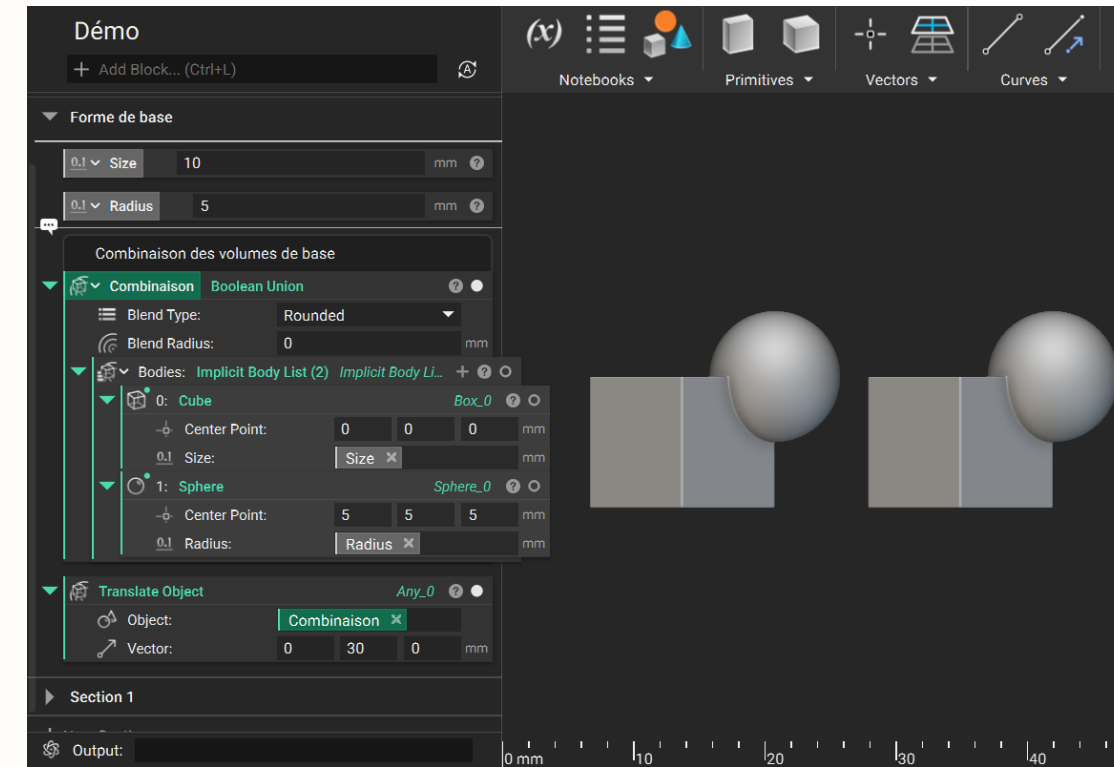 Démo
+ Add Block... (Ctrl+L)
(x)
Notebooks
Primitives
Vectors
Curves
Forme de base
0.1 Size 10 mm ?
0.1 Radius 5 mm ?
Combinaison des volumes de base
Combinaison Boolean Union ?
Blend Type: Rounded
Blend Radius: 0 mm
Bodies: Implicit Body List (2) Implicit Body Li... + ?
0: Cube Box_0 ?
Center Point: 0 0 0 mm
0.1 Size: Size × mm
1: Sphere Sphere_0 ?
Center Point: 5 5 5 mm
0.1 Radius: Radius × mm
Translate Object Any_0 ?
Object: Combinaison ×
Vector: 0 30 0 mm
Section 1
Output:
0 mm 10 20 30 40